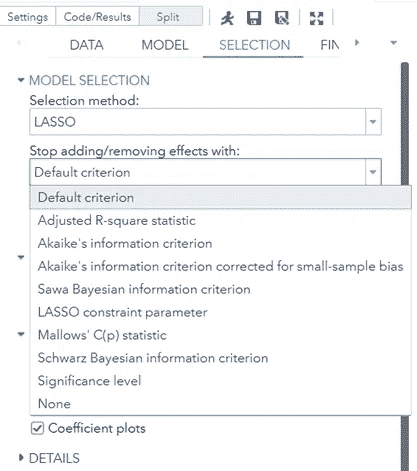 Settings Code/Results Split
DATA MODEL SELECTION FIN
MODEL SELECTION
Selection method:
LASSO
Stop adding/removing effects with:
Default criterion
Default criterion
Adjusted R-square statistic
Akaike's information criterion
Akaike's information criterion corrected for small-sample bias
Sawa Bayesian information criterion
LASSO constraint parameter
Mallows' C(p) statistic
Schwarz Bayesian information criterion
Significance level
None
Coefficient plots
DETAILS